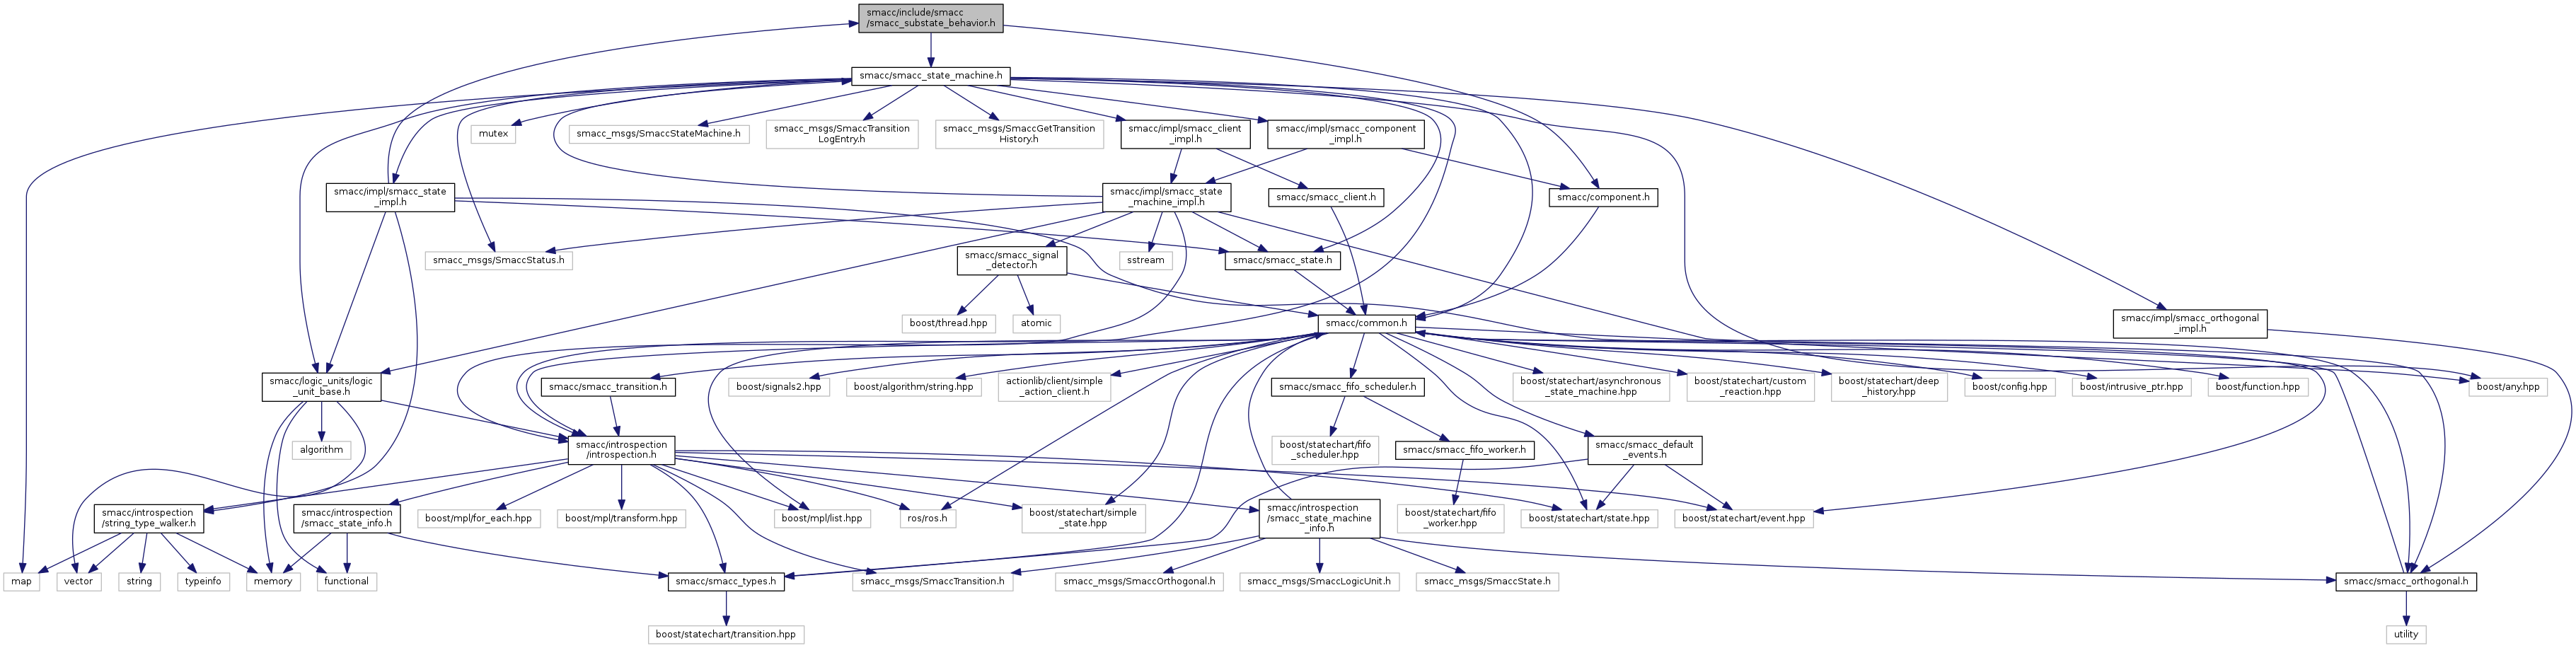 smacc/include/smacc
/smacc_substate_behavior.h
smacc/smacc_state_machine.h
mutex
smacc_msgs/SmaccStateMachine.h
smacc_msgs/SmaccTransition
LogEntry.h
smacc_msgs/SmaccGetTransition
History.h
smacc/impl/smacc_client
_impl.h
smacc/impl/smacc_component
_impl.h
smacc/impl/smacc_state
_impl.h
smacc/impl/smacc_state
_machine_impl.h
smacc/smacc_client.h
smacc/component.h
smacc_msgs/SmaccStatus.h
smacc/smacc_signal
_detector.h
sstream
smacc/smacc_state.h
boost/thread.hpp
atomic
smacc/common.h
smacc/impl/smacc_orthogonal
_impl.h
smacc/logic_units/logic
_unit_base.h
smacc/smacc_transition.h
boost/signals2.hpp
boost/algorithm/string.hpp
actionlib/client/simple
_action_client.h
smacc/smacc_fifo_scheduler.h
boost/statechart/asynchronous
_state_machine.hpp
boost/statechart/custom
_reaction.hpp
boost/statechart/deep
_history.hpp
boost/config.hpp
boost/intrusive_ptr.hpp
boost/function.hpp
boost/any.hpp
algorithm
smacc/introspection
/introspection.h
boost/statechart/fifo
_scheduler.hpp
smacc/smacc_fifo_worker.h
smacc/smacc_default
_events.h
smacc/introspection
/string_type_walker.h
smacc/introspection
/smacc_state_info.h
boost/mpl/for_each.hpp
boost/mpl/transform.hpp
boost/mpl/list.hpp
ros/ros.h
boost/statechart/simple
_state.hpp
smacc/introspection
/smacc_state_machine
_info.h
boost/statechart/fifo
_worker.hpp
boost/statechart/state.hpp
boost/statechart/event.hpp
map
vector
string
typeinfo
memory
functional
smacc/smacc_types.h
smacc_msgs/SmaccTransition.h
smacc_msgs/SmaccOrthogonal.h
smacc_msgs/SmaccLogicUnit.h
smacc_msgs/SmaccState.h
smacc/smacc_orthogonal.h
boost/statechart/transition.hpp
utility